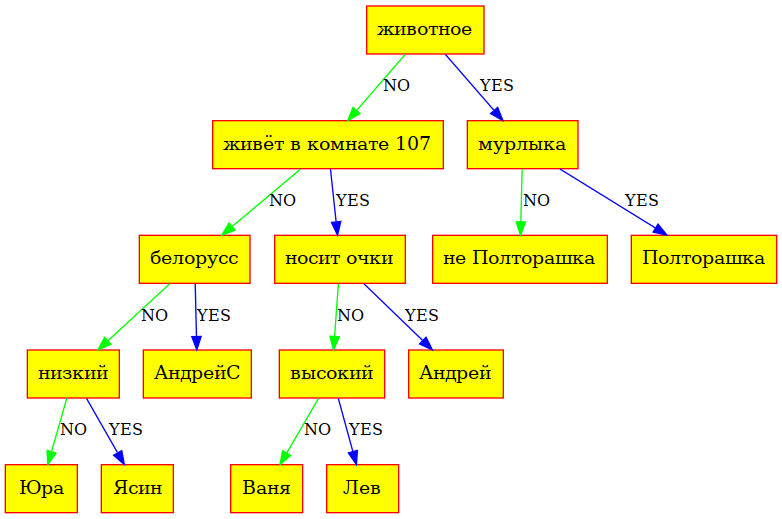 животное
NO
YES
живёт в комнате 107
мурлыка
NO
YES
NO
YES
белорусс
носит очки
не Полторашка
Полторашка
NO
YES
NO
YES
низкий
АндрейС
высокий
Андрей
NO
YES
NO
YES
Юра
Ясин
Ваня
Лев